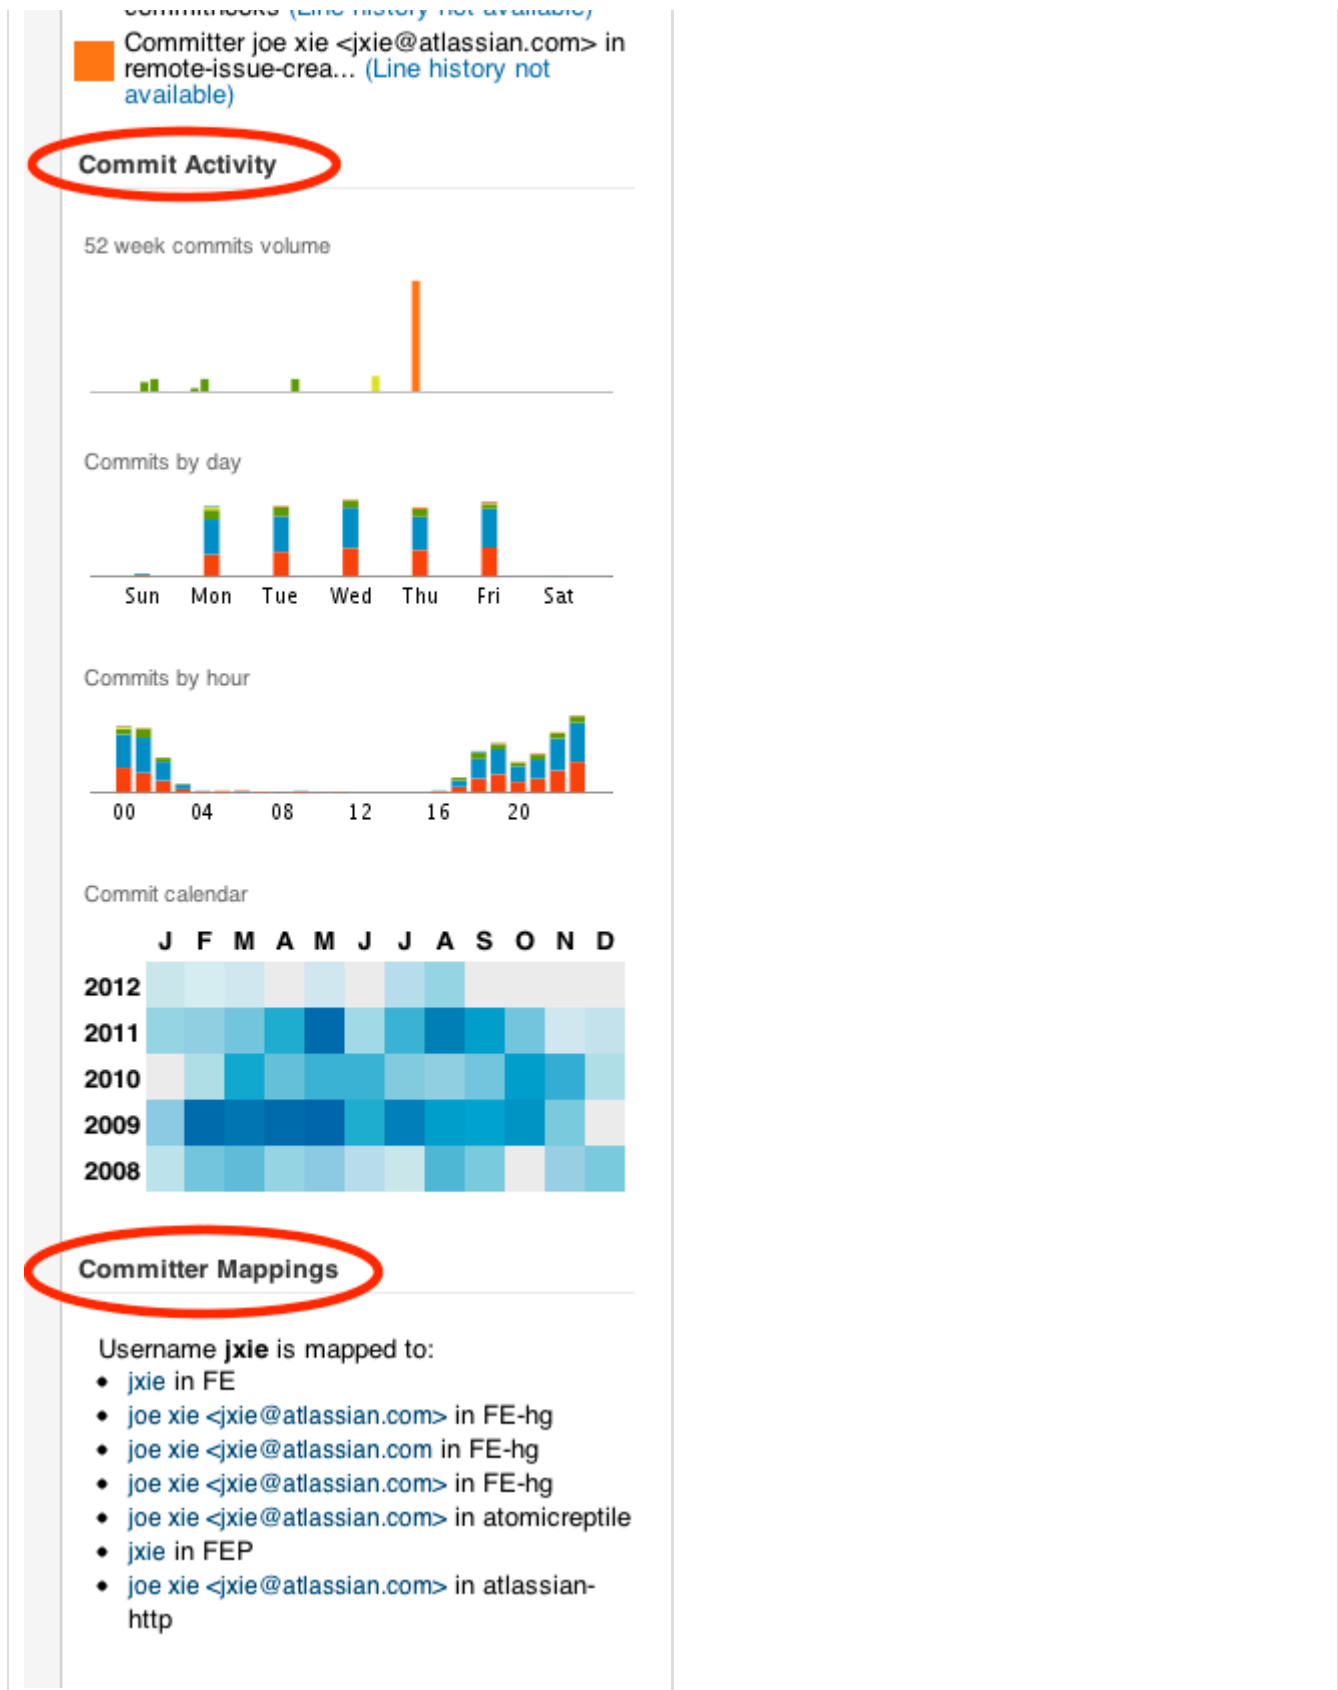 commithooks (Line history not available)
Committer joe xie <jxie@atlassian.com> in
remote-issue-crea... (Line history not
available)
Commit Activity
52 week commits volume
Commits by day
Sun Mon Tue Wed Thu Fri Sat
Commits by hour
00 04 08 12 16 20
Commit calendar
J F M A M J J A S O N D
2012
2011
2010
2009
2008
Committer Mappings
Username jxie is mapped to:
• jxie in FE
• joe xie <jxie@atlassian.com> in FE-hg
• joe xie <jxie@atlassian.com in FE-hg
• joe xie <jxie@atlassian.com> in FE-hg
• joe xie <jxie@atlassian.com> in atomicreptile
• jxie in FEP
• joe xie <jxie@atlassian.com> in atlassian-
http